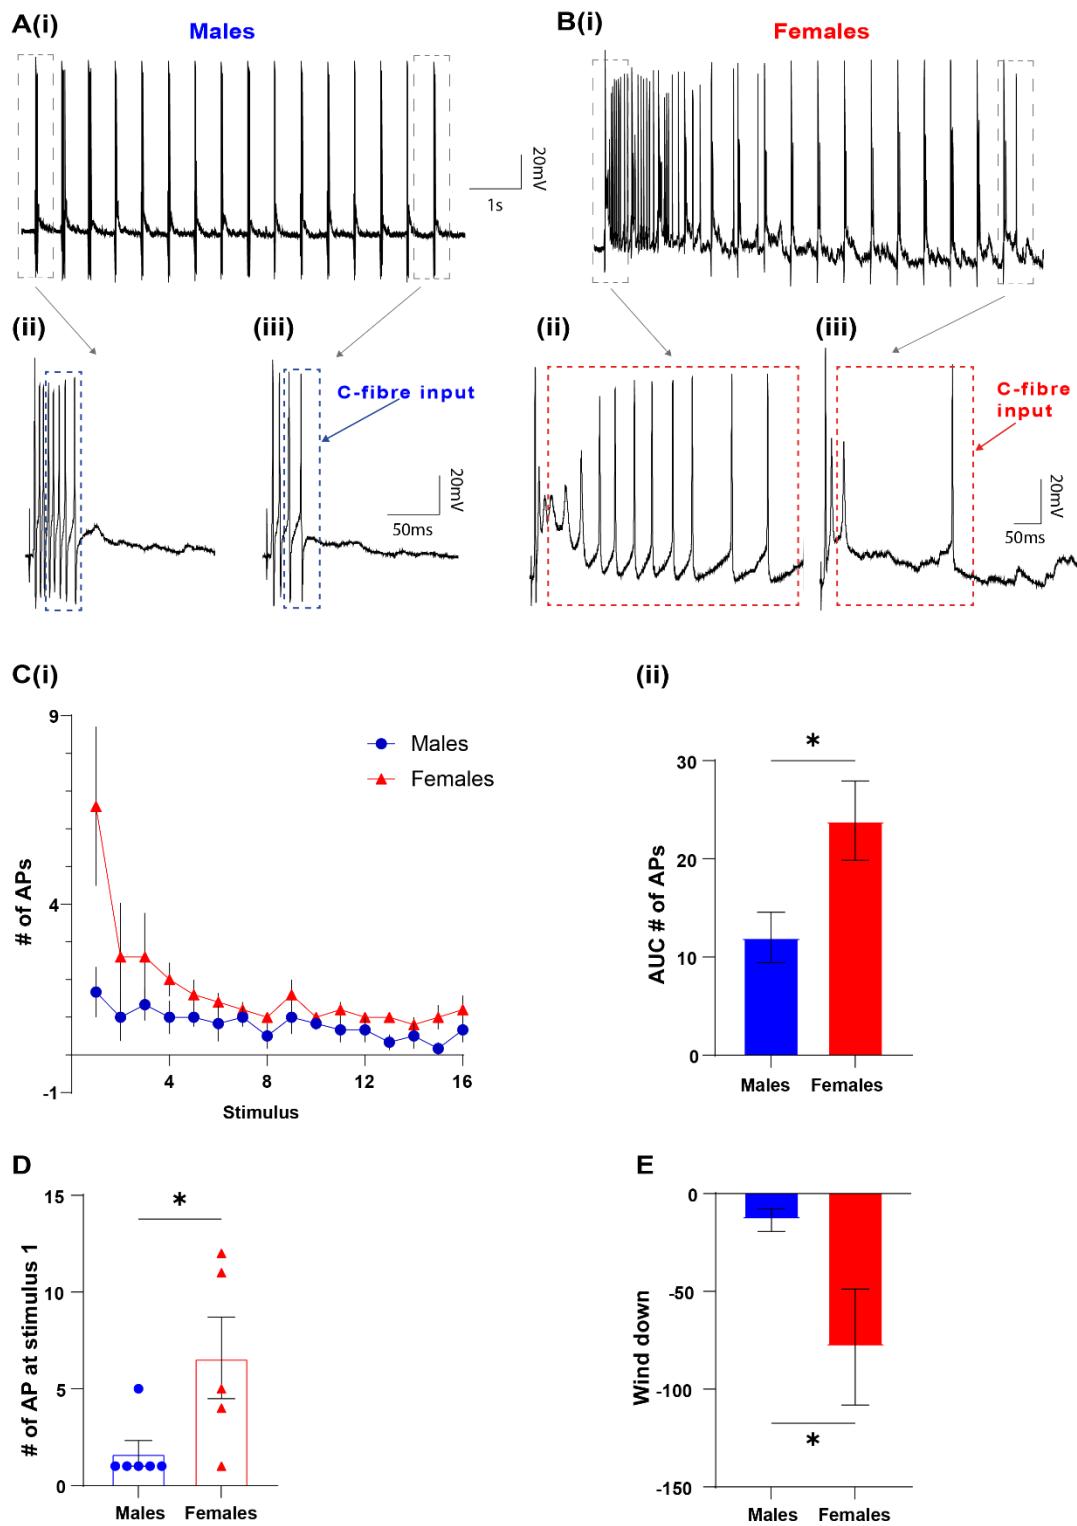 A(i)
Males
B(i)
Females
20mV
1s
20mV
(ii)
(iii)
(ii)
(iii)
C-fibre input
20mV
50ms
C-fibre
input
20mV
50ms
C(i)
(ii)
9
4
-1
# of APs
Males
Females
4
8
12
16
Stimulus
*
30
20
10
0
AUC # of APs
Males
Females
D
E
*
15
10
5
0
# of AP at stimulus 1
Males
Females
0
-50
-100
-150
Wind down
*
Males
Females